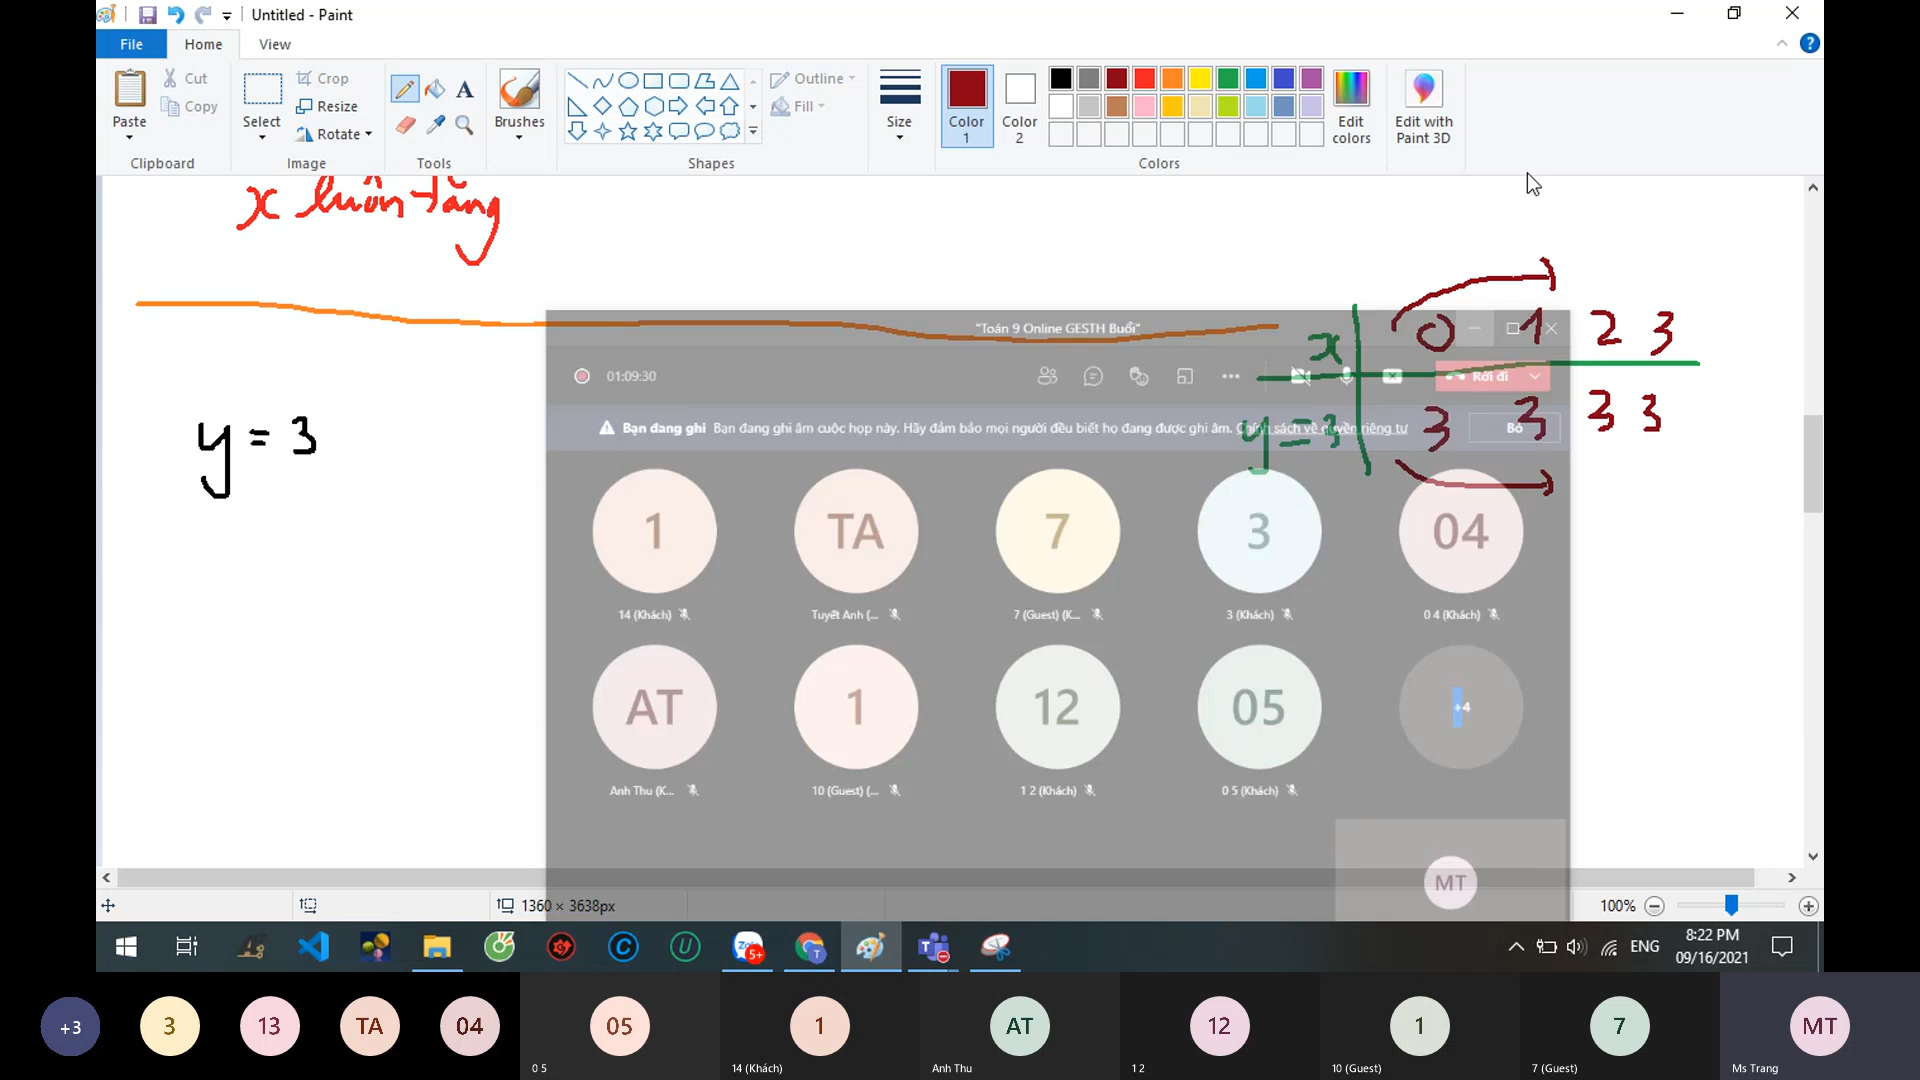 Untitled - Paint
File Home View
Paste
Cut
Copy
Clipboard
Select
Crop
Resize
Rotate
Image
A
Tools
Brushes
Outline
Fill
Shapes
Size
Color 1
Color 2
Edit colors
Colors
Edit with Paint 3D
x luôn tăng
"Toán 9 Online GESTH Buổi"
01:09:30
Rời đi
Bạn đang ghi Bạn đang ghi âm cuộc họp này. Hãy đảm bảo mọi người đều biết họ đang được ghi âm. Chính sách về quyền riêng tư
Bỏ
x 0 1 2 3
y = 3 3 3 3 3
y = 3
1 TA 7 3 04
14 (Khách) Tuyết Anh (... 7 (Guest) (K... 3 (Khách) 0 4 (Khách)
AT 1 12 05 +4
Anh Thu (K... 10 (Guest) (... 1 2 (Khách) 0 5 (Khách)
MT
1360 × 3638px
100%
5+
ENG
8:22 PM
09/16/2021
+3 3 13 TA 04 05 1 AT 12 1 7 MT
0 5 14 (Khách) Anh Thu 1 2 10 (Guest) 7 (Guest) Ms Trang